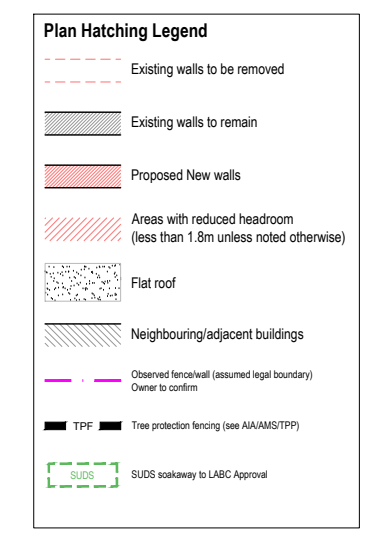 Plan Hatching Legend
Existing walls to be removed
Existing walls to remain
Proposed New walls
Areas with reduced headroom
(less than 1.8m unless noted otherwise)
Flat roof
Neighbouring/adjacent buildings
Observed fence/wall (assumed legal boundary)
Owner to confirm
TPF Tree protection fencing (see AIA/AMS/TPP)
SUDS SUDS soakaway to LABC Approval